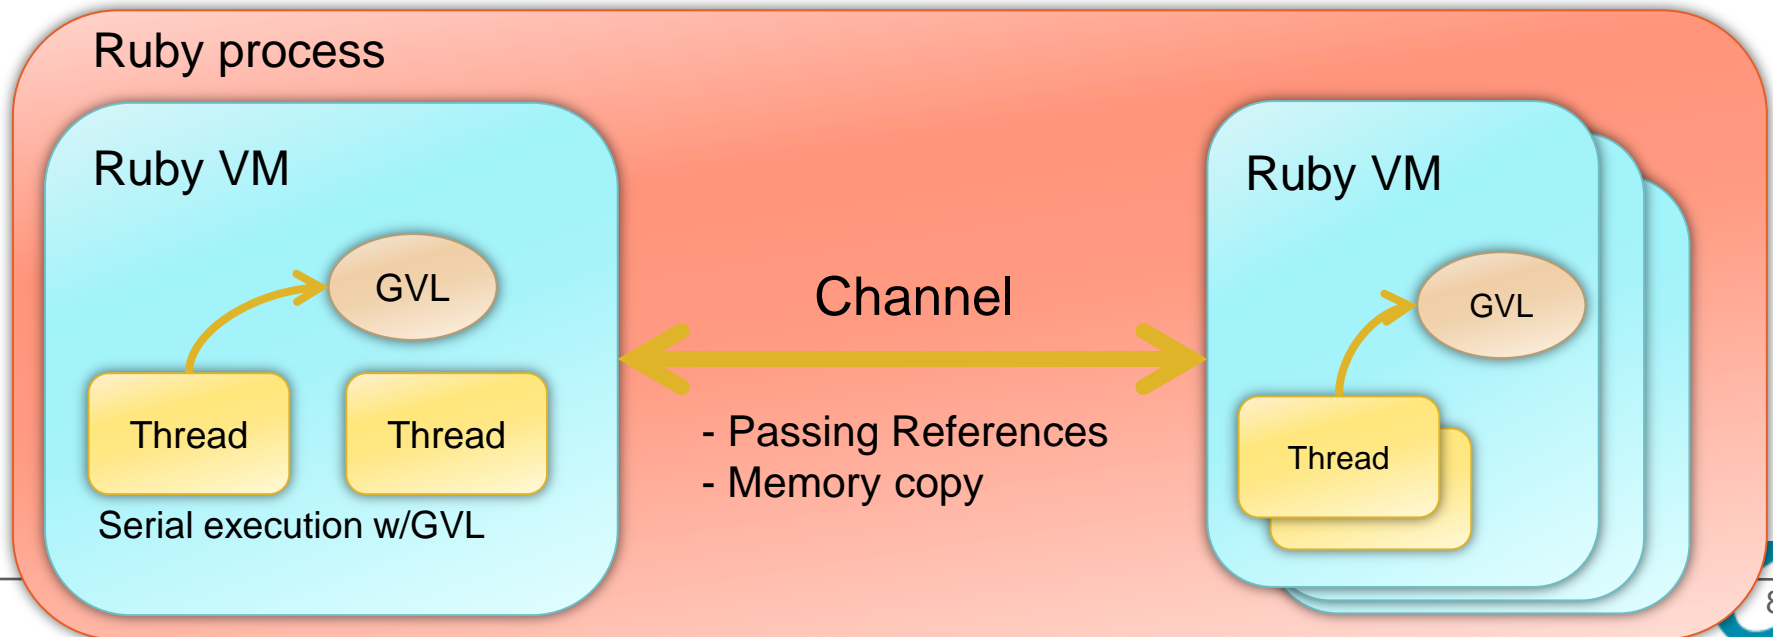 Ruby process
Ruby VM
GVL
Thread
Thread
Serial execution w/GVL
Channel
- Passing References
- Memory copy
Ruby VM
GVL
Thread
8